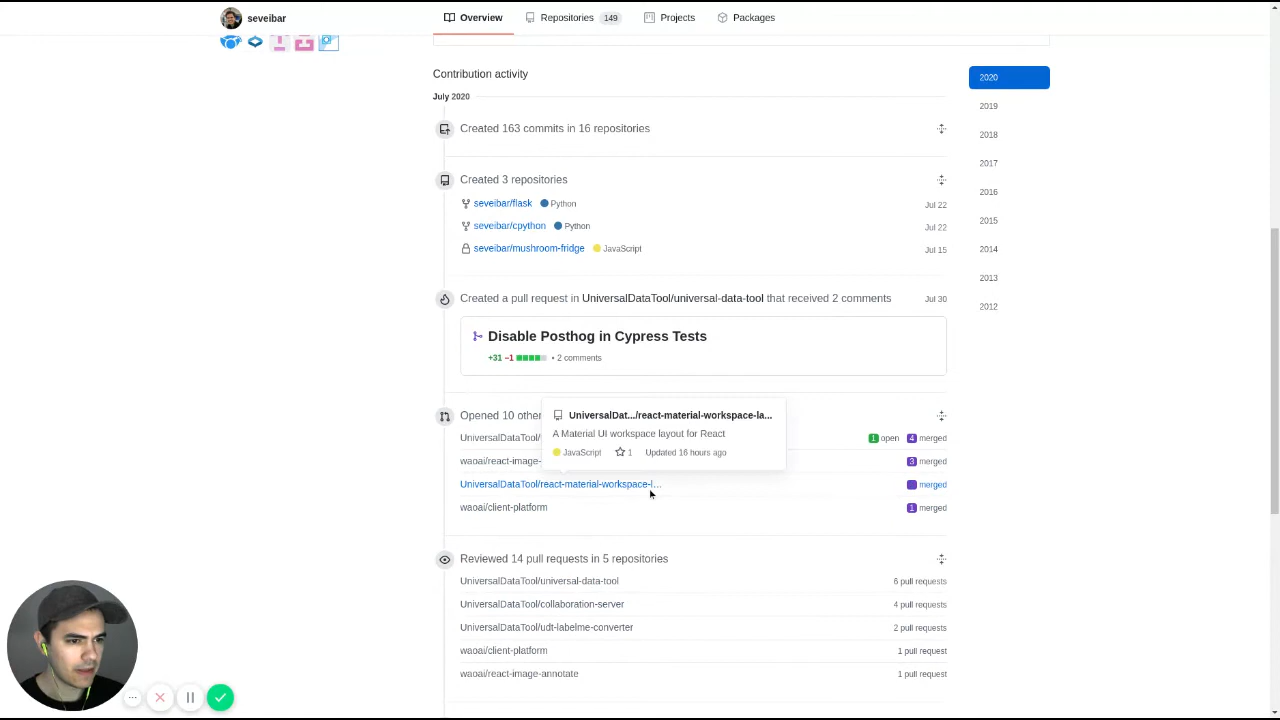 seveibar
Overview
Repositories 149
Projects
Packages
Contribution activity
2020
2019
2018
2017
2016
2015
2014
2013
2012
July 2020
Created 163 commits in 16 repositories
Created 3 repositories
seveibar/flask Python Jul 22
seveibar/cpython Python Jul 22
seveibar/mushroom-fridge JavaScript Jul 15
Created a pull request in UniversalDataTool/universal-data-tool that received 2 comments Jul 30
Disable Posthog in Cypress Tests
+31 −1 • 2 comments
Opened 10 other
UniversalDat.../react-material-workspace-la...
A Material UI workspace layout for React
JavaScript 1 Updated 16 hours ago
UniversalDataTool/ 1 open 4 merged
waoai/react-image- 3 merged
UniversalDataTool/react-material-workspace-l... merged
waoai/client-platform 1 merged
Reviewed 14 pull requests in 5 repositories
UniversalDataTool/universal-data-tool 6 pull requests
UniversalDataTool/collaboration-server 4 pull requests
UniversalDataTool/udt-labelme-converter 2 pull requests
waoai/client-platform 1 pull request
waoai/react-image-annotate 1 pull request